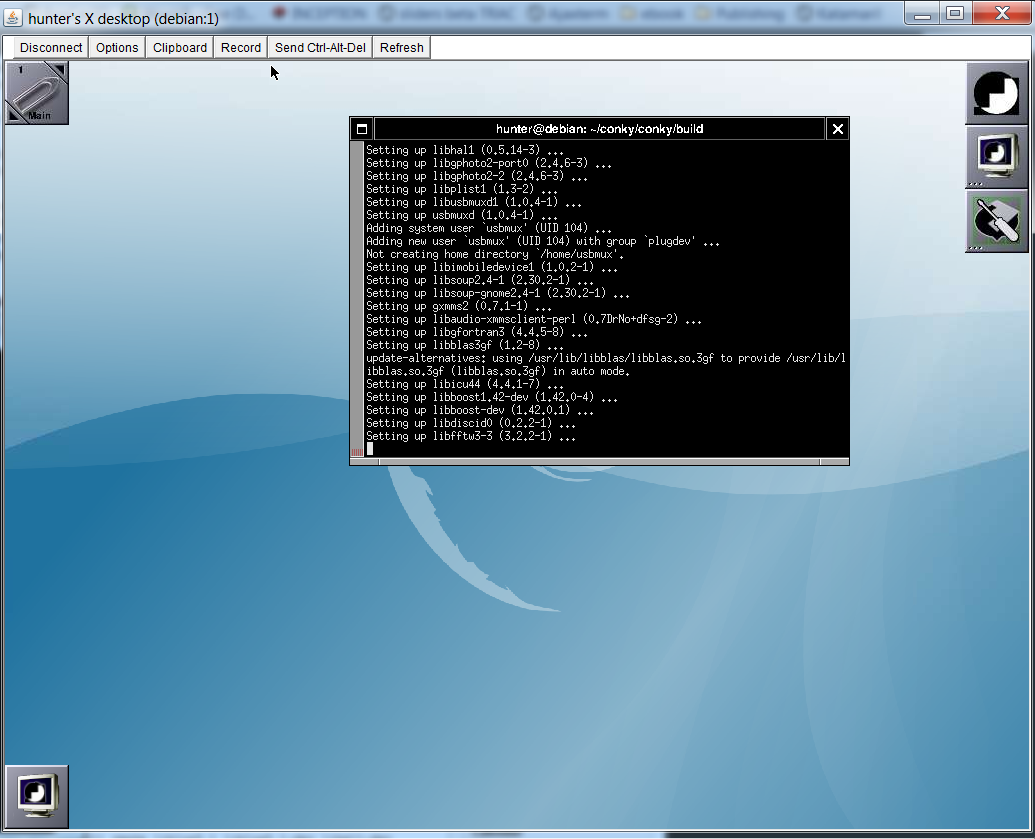 hunter's X desktop (debian:1)
INCEPTION
ebook
Publishing
Disconnect Options Clipboard Record Send Ctrl-Alt-Del Refresh
1
Main
hunter@debian: ~/conky/conky/build
Setting up libhal1 (0.5.14-3) ...
Setting up libgphoto2-port0 (2.4.6-3) ...
Setting up libgphoto2-2 (2.4.6-3) ...
Setting up libplist1 (1.3-2) ...
Setting up libusbmuxd1 (1.0.4-1) ...
Setting up usbmuxd (1.0.4-1) ...
Adding system user `usbmux' (UID 104) ...
Adding new user `usbmux' (UID 104) with group `plugdev' ...
Not creating home directory `/home/usbmux'.
Setting up libimobiledevice1 (1.0.2-1) ...
Setting up libsoup2.4-1 (2.30.2-1) ...
Setting up libsoup-gnome2.4-1 (2.30.2-1) ...
Setting up gxmms2 (0.7.1-1) ...
Setting up libaudio-xmmsclient-perl (0.7DrNo+dfsg-2) ...
Setting up libgfortran3 (4.4.5-8) ...
Setting up libblas3gf (1.2-8) ...
update-alternatives: using /usr/lib/libblas/libblas.so.3gf to provide /usr/lib/l
ibblas.so.3gf (libblas.so.3gf) in auto mode.
Setting up libicu44 (4.4.1-7) ...
Setting up libboost1.42-dev (1.42.0-4) ...
Setting up libboost-dev (1.42.0.1) ...
Setting up libdiscid0 (0.2.2-1) ...
Setting up libfftw3-3 (3.2.2-1) ...